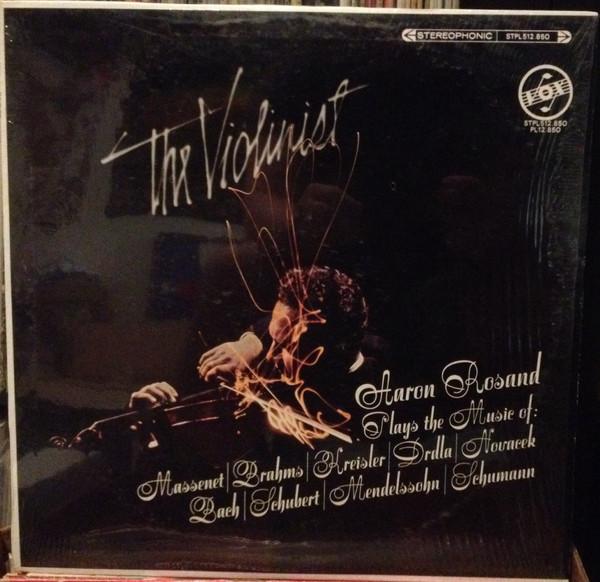 STEREOPHONIC STPL 512.850
VOX
STPL 512.850
PL 12.850
The Violinist
Aaron Rosand
Plays the Music of:
Massenet | Brahms | Kreisler | Drdla | Novacek
Bach | Schubert | Mendelssohn | Schumann